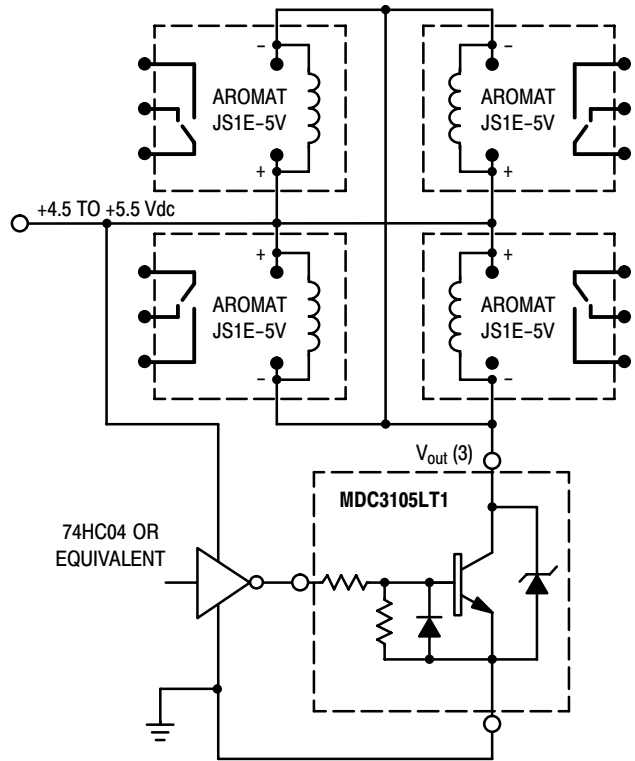 –
–
AROMAT
JS1E–5V
AROMAT
JS1E–5V
+
+
+4.5 TO +5.5 Vdc
+
+
AROMAT
JS1E–5V
AROMAT
JS1E–5V
–
–
Vout (3)
MDC3105LT1
74HC04 OR
EQUIVALENT